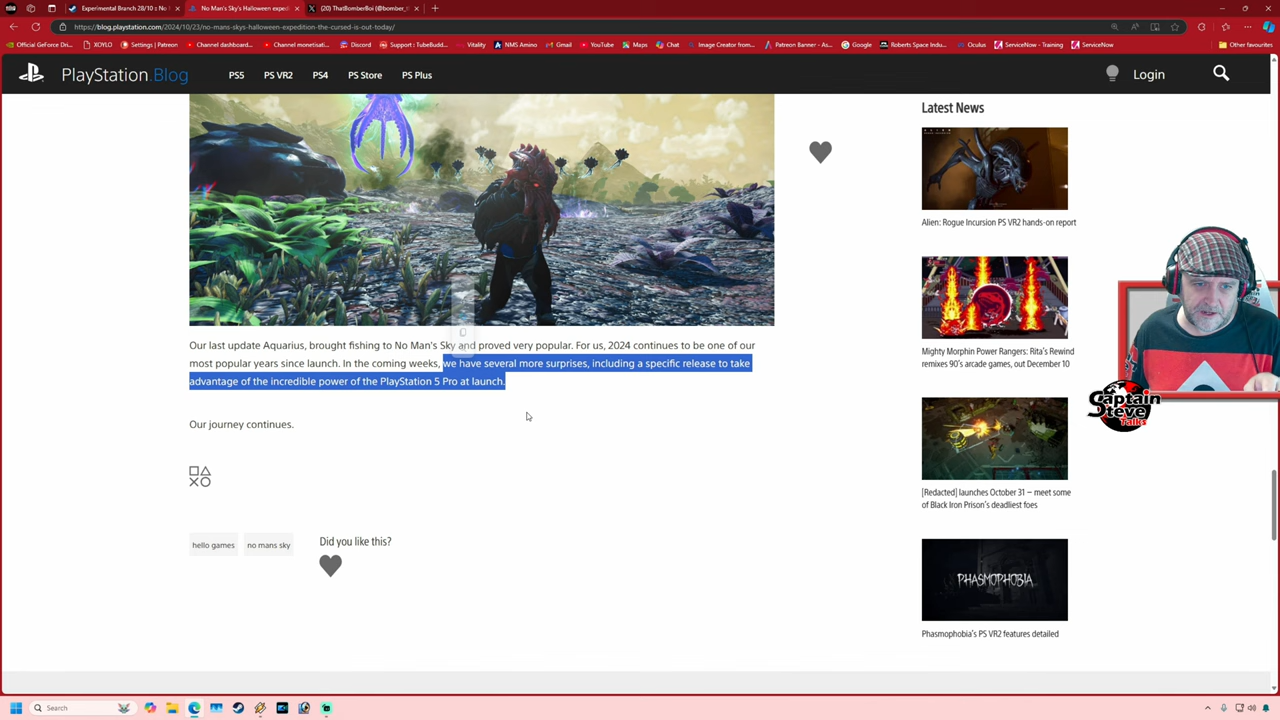 Experimental Branch 28/10 :: No
No Man's Sky's Halloween expedi
(20) ThatBomberBoi (@bomber_
https://blog.playstation.com/2024/10/23/no-mans-skys-halloween-expedition-the-cursed-is-out-today/
Official GeForce Dri...
XOYLO
Settings | Patreon
Channel dashboard...
Channel monetisati...
Discord
Support : TubeBudd...
Vitality
NMS Amino
Gmail
YouTube
Maps
Chat
Image Creator from...
Patreon Banner - As...
Google
Roberts Space Indu...
Oculus
ServiceNow - Training
ServiceNow
Other favourites
PlayStation.Blog
PS5
PS VR2
PS4
PS Store
PS Plus
Login
Our last update Aquarius, brought fishing to No Man's Sky and proved very popular. For us, 2024 continues to be one of our
most popular years since launch. In the coming weeks, we have several more surprises, including a specific release to take
advantage of the incredible power of the PlayStation 5 Pro at launch.
Our journey continues.
hello games
no mans sky
Did you like this?
Latest News
Alien: Rogue Incursion PS VR2 hands-on report
Mighty Morphin Power Rangers: Rita's Rewind
remixes 90's arcade games, out December 10
[Redacted] launches October 31 – meet some
of Black Iron Prison's deadliest foes
PHASMOPHOBIA
Phasmophobia's PS VR2 features detailed
Captain
Steve
Talks
Search